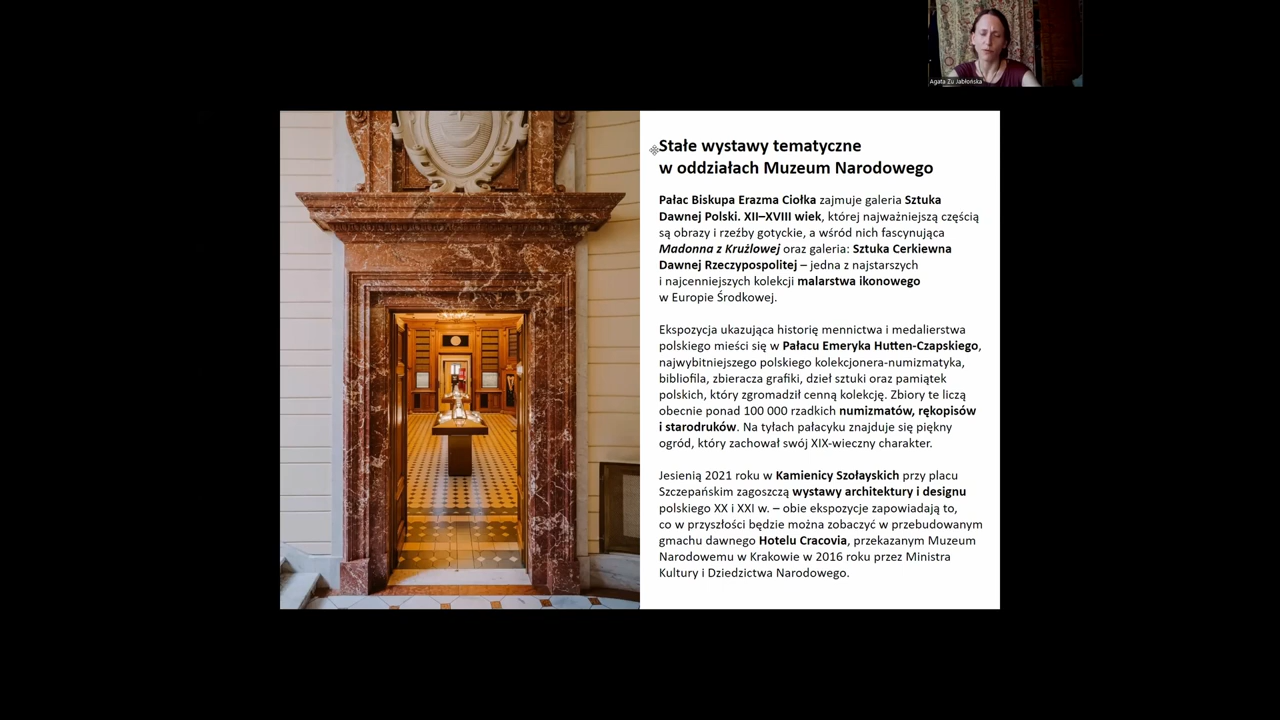 Agata Zu Jabłońska
Stałe wystawy tematyczne
w oddziałach Muzeum Narodowego
Pałac Biskupa Erazma Ciołka zajmuje galeria Sztuka
Dawnej Polski. XII–XVIII wiek, której najważniejszą częścią
są obrazy i rzeźby gotyckie, a wśród nich fascynująca
Madonna z Krużlowej oraz galeria: Sztuka Cerkiewna
Dawnej Rzeczypospolitej – jedna z najstarszych
i najcenniejszych kolekcji malarstwa ikonowego
w Europie Środkowej.
Ekspozycja ukazująca historię mennictwa i medalierstwa
polskiego mieści się w Pałacu Emeryka Hutten-Czapskiego,
najwybitniejszego polskiego kolekcjonera-numizmatyka,
bibliofila, zbieracza grafiki, dzieł sztuki oraz pamiątek
polskich, który zgromadził cenną kolekcję. Zbiory te liczą
obecnie ponad 100 000 rzadkich numizmatów, rękopisów
i starodruków. Na tyłach pałacyku znajduje się piękny
ogród, który zachował swój XIX-wieczny charakter.
Jesienią 2021 roku w Kamienicy Szołayskich przy placu
Szczepańskim zagoszczą wystawy architektury i designu
polskiego XX i XXI w. – obie ekspozycje zapowiadają to,
co w przyszłości będzie można zobaczyć w przebudowanym
gmachu dawnego Hotelu Cracovia, przekazanym Muzeum
Narodowemu w Krakowie w 2016 roku przez Ministra
Kultury i Dziedzictwa Narodowego.